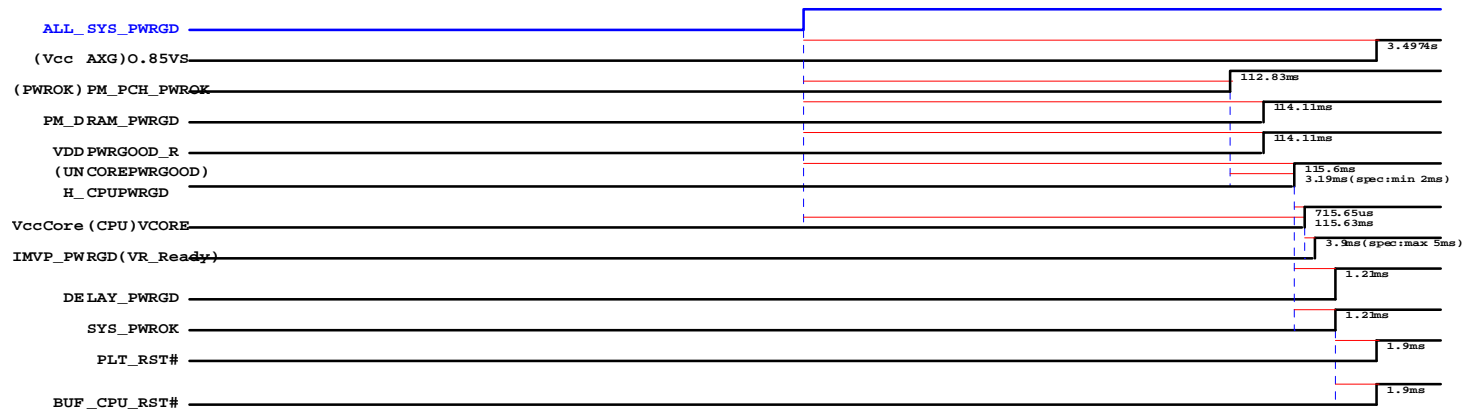 ALL_SYS_PWRGD
(Vcc AXG)0.85VS 3.4974s
(PWROK)PM_PCH_PWROK 112.83ms
PM_DRAM_PWRGD 114.11ms
VDDPWRGOOD_R 114.11ms
(UNCOREPWRGOOD) 115.6ms
H_CPUPWRGD 3.19ms(spec:min 2ms)
VccCore(CPU)VCORE 715.65us
115.63ms
IMVP_PWRGD(VR_Ready) 3.9ms(spec:max 5ms)
DELAY_PWRGD 1.21ms
SYS_PWROK 1.21ms
PLT_RST# 1.9ms
BUF_CPU_RST# 1.9ms